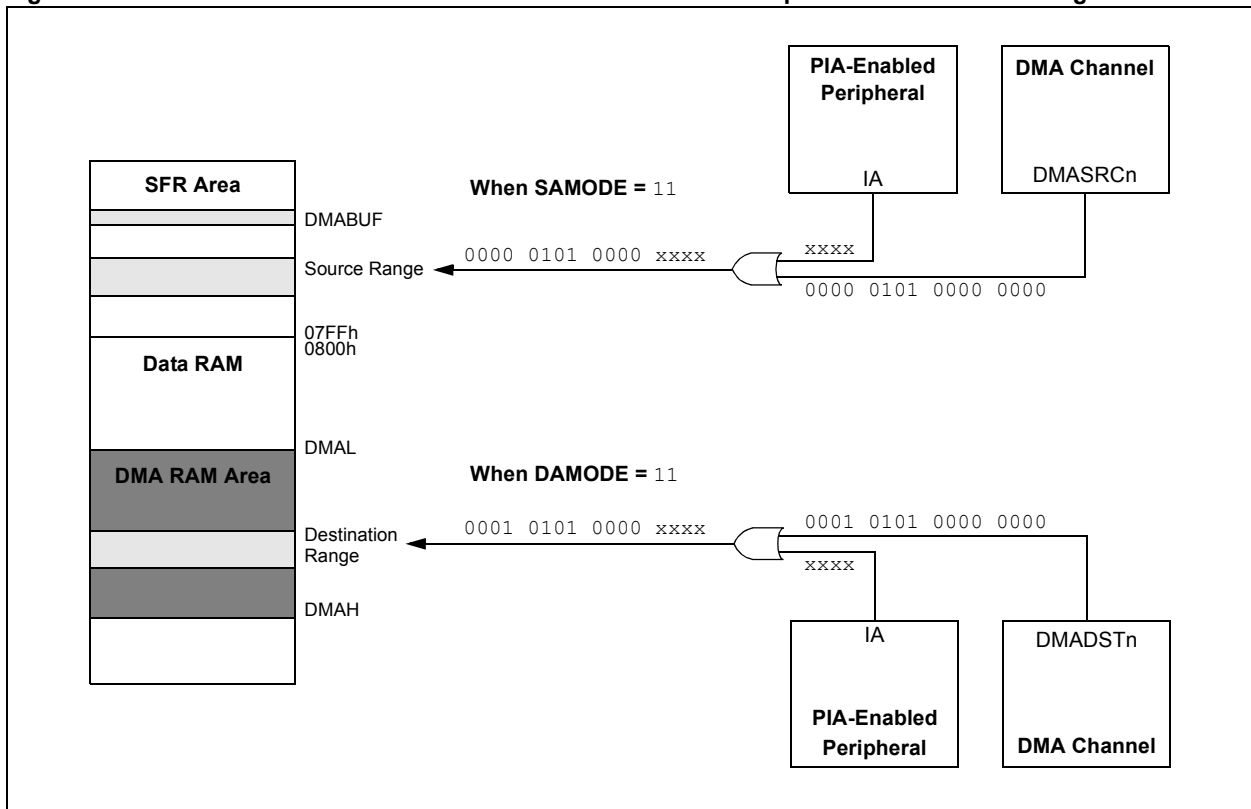 PIA-Enabled
Peripheral
IA
DMA Channel
DMASRCn
SFR Area
DMABUF
Source Range
07FFh
0800h
Data RAM
DMAL
DMA RAM Area
Destination
Range
DMAH
When SAMODE = 11
0000 0101 0000 xxxx
xxxx
0000 0101 0000 0000
When DAMODE = 11
0001 0101 0000 xxxx
0001 0101 0000 0000
xxxx
IA
PIA-Enabled
Peripheral
DMADSTn
DMA Channel